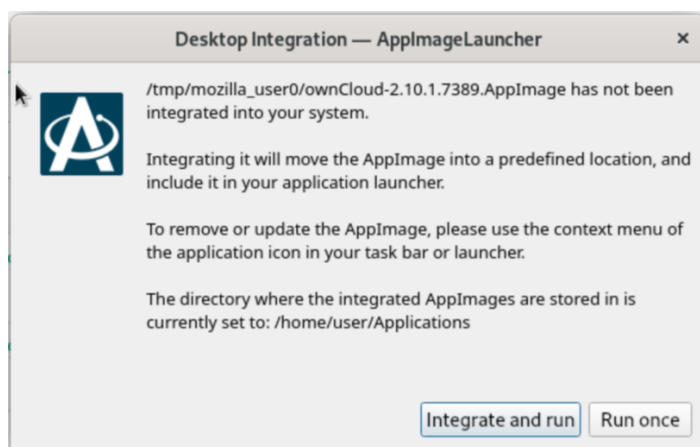 Desktop Integration — AppImageLauncher
/tmp/mozilla_user0/ownCloud-2.10.1.7389.AppImage has not been
integrated into your system.
Integrating it will move the AppImage into a predefined location, and
include it in your application launcher.
To remove or update the AppImage, please use the context menu of
the application icon in your task bar or launcher.
The directory where the integrated AppImages are stored in is
currently set to: /home/user/Applications
Integrate and run
Run once